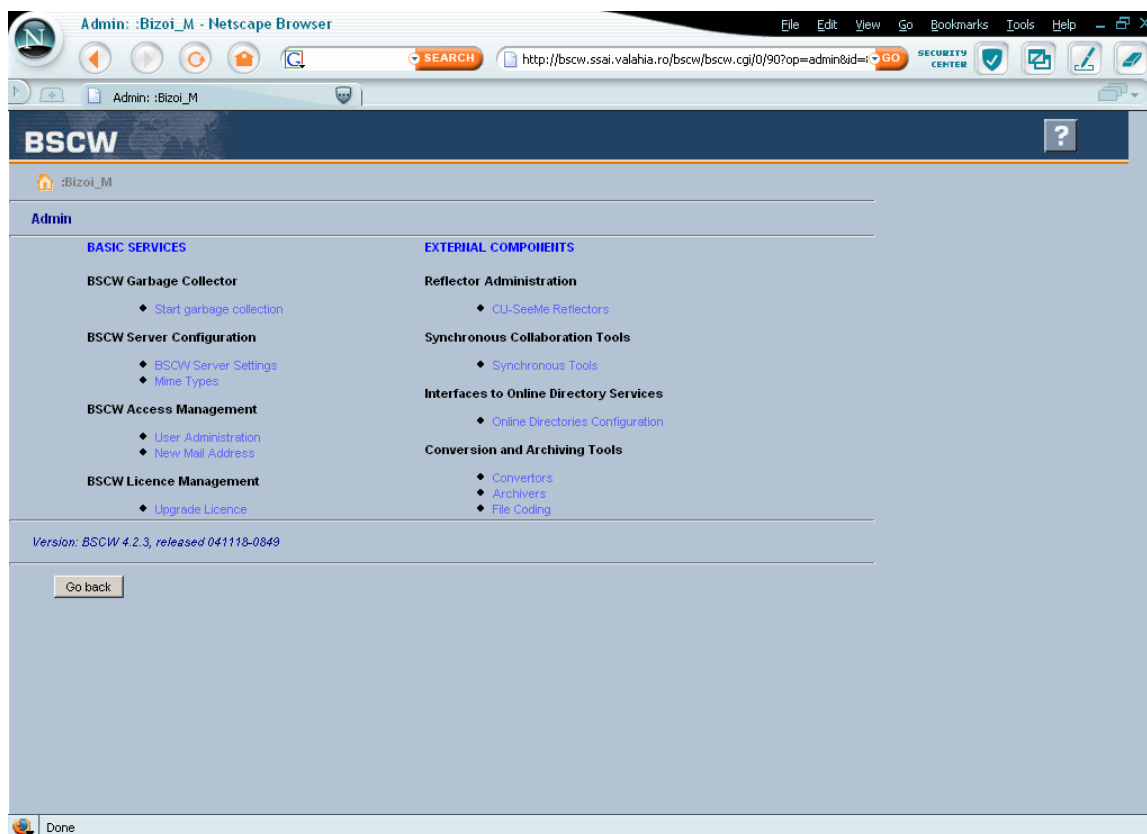 Admin: :Bizoi_M - Netscape Browser
File Edit View Go Bookmarks Tools Help
N
G
SEARCH
http://bscw.ssai.valahia.ro/bscw/bscw.cgi/0/90?op=admin&id=
GO
SECURITY CENTER
Admin: :Bizoi_M
BSCW
?
:Bizoi_M
Admin
BASIC SERVICES
BSCW Garbage Collector
Start garbage collection
BSCW Server Configuration
BSCW Server Settings
Mime Types
BSCW Access Management
User Administration
New Mail Address
BSCW Licence Management
Upgrade Licence
EXTERNAL COMPONENTS
Reflector Administration
CU-SeeMe Reflectors
Synchronous Collaboration Tools
Synchronous Tools
Interfaces to Online Directory Services
Online Directories Configuration
Conversion and Archiving Tools
Convertors
Archivers
File Coding
Version: BSCW 4.2.3, released 041118-0849
Go back
Done